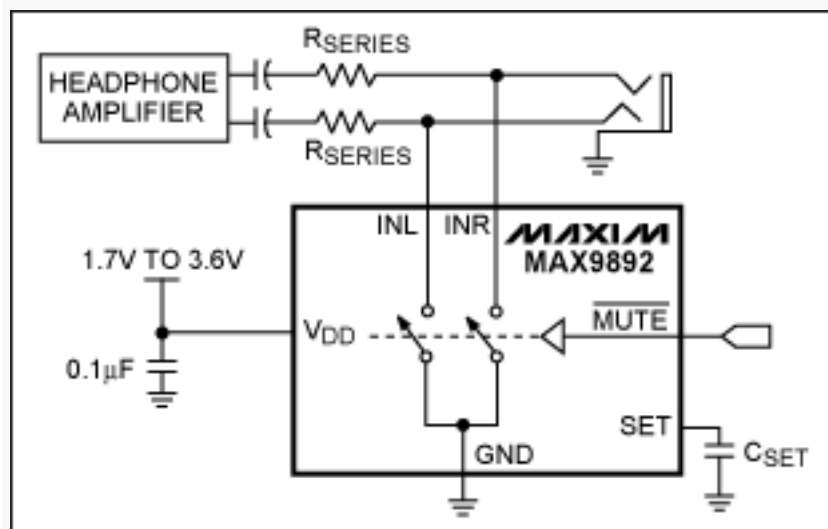 RSERIES
HEADPHONE
AMPLIFIER
RSERIES
INL
INR
MAXIM
MAX9892
1.7V TO 3.6V
VDD
MUTE
0.1µF
SET
GND
CSET